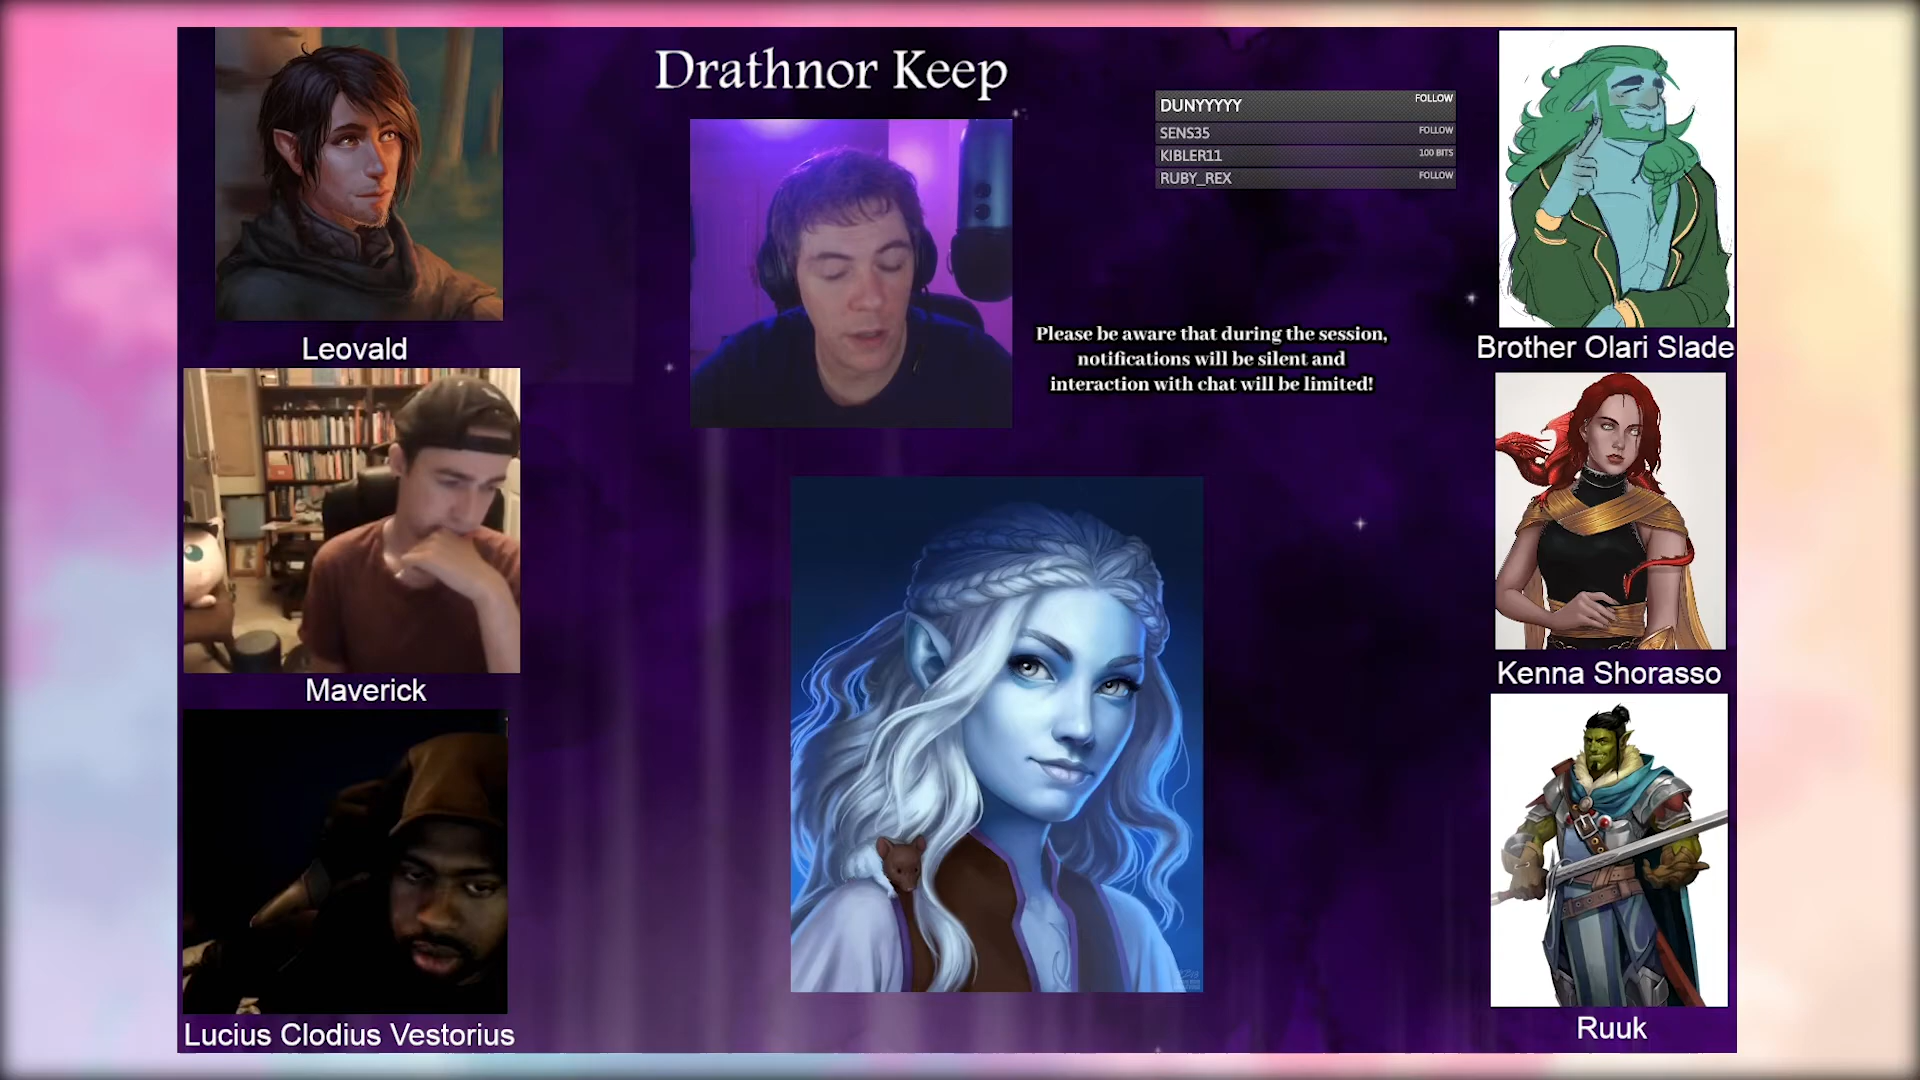 Drathnor Keep
DUNYYYYY FOLLOW
SENS35 FOLLOW
KIBLER11 100 BITS
RUBY_REX FOLLOW
Please be aware that during the session,
notifications will be silent and
interaction with chat will be limited!
Leovald
Maverick
Lucius Clodius Vestorius
Brother Olari Slade
Kenna Shorasso
Ruuk